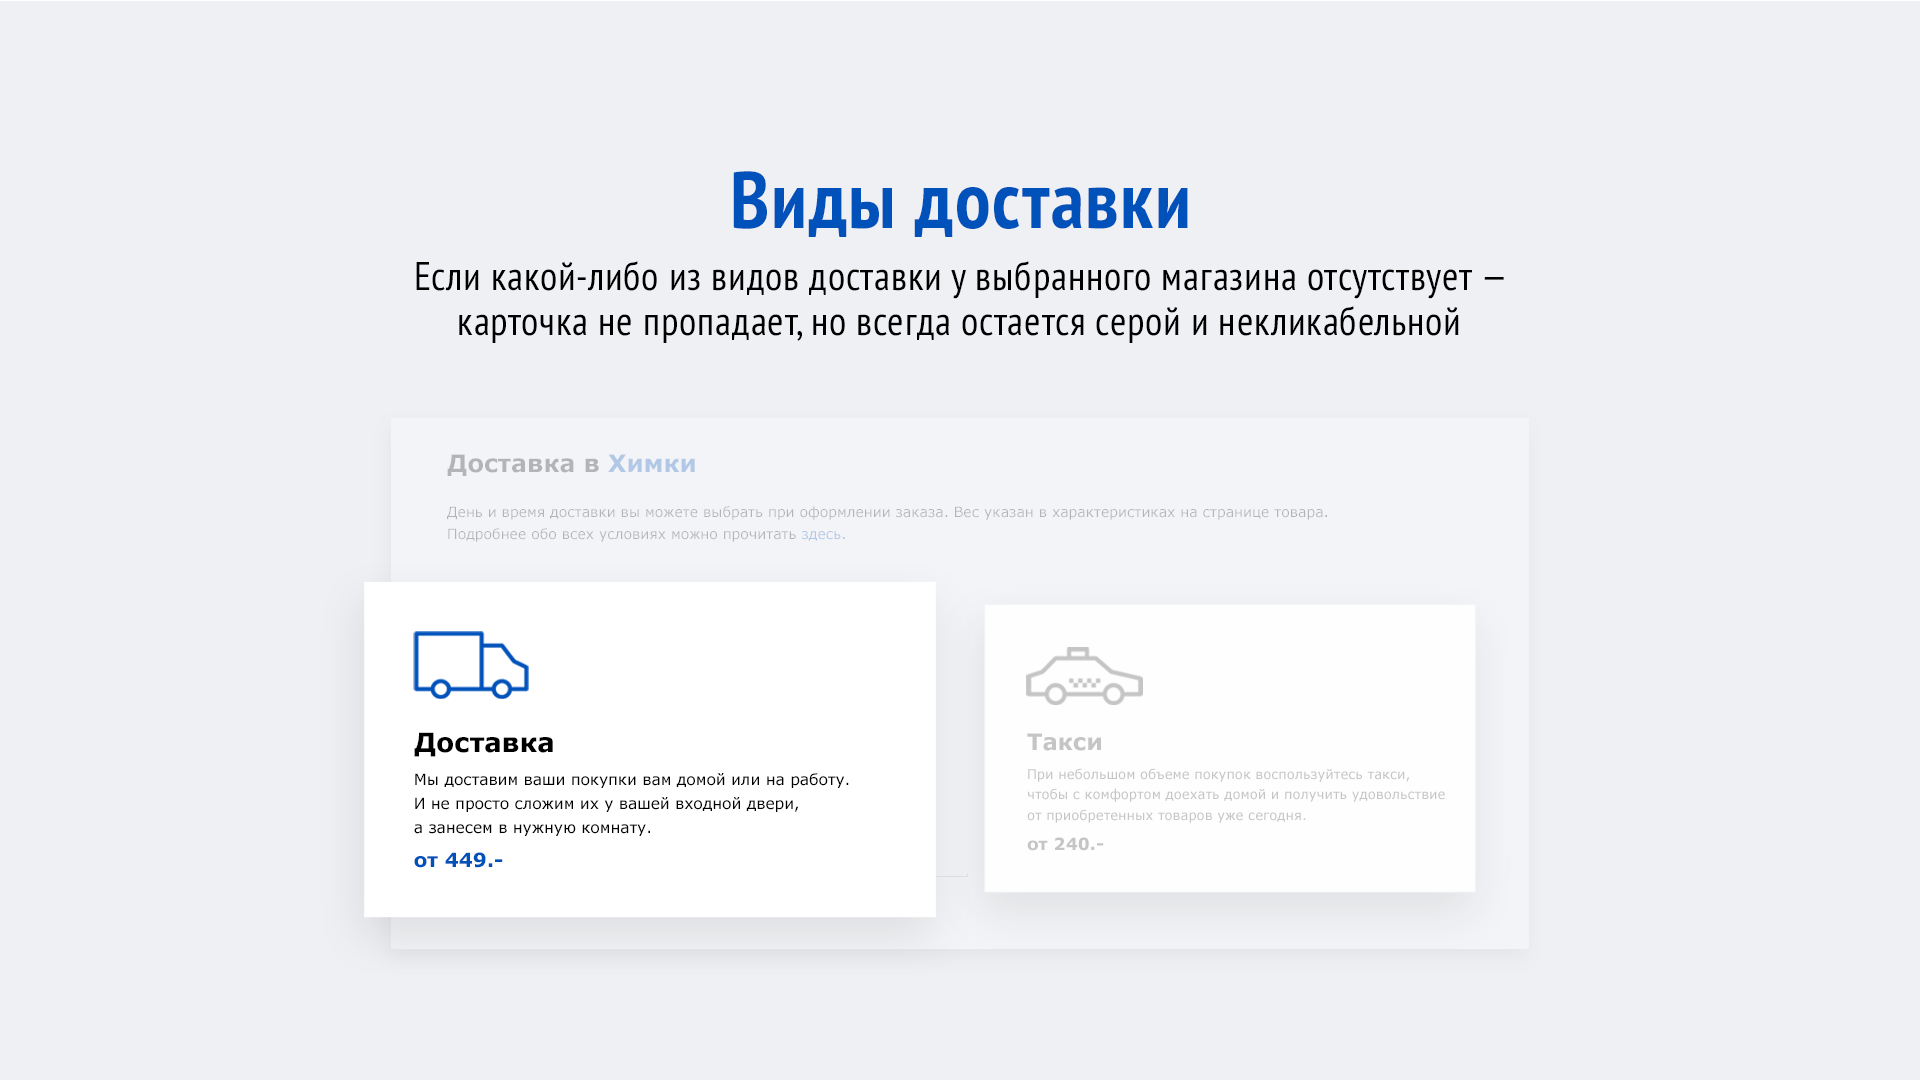 Виды доставки
Если какой-либо из видов доставки у выбранного магазина отсутствует —
карточка не пропадает, но всегда остается серой и некликабельной
Доставка в Химки
День и время доставки вы можете выбрать при оформлении заказа. Вес указан в характеристиках на странице товара.
Подробнее обо всех условиях можно прочитать здесь.
Доставка
Мы доставим ваши покупки вам домой или на работу.
И не просто сложим их у вашей входной двери,
а занесем в нужную комнату.
от 449.-
Такси
При небольшом объеме покупок воспользуйтесь такси,
чтобы с комфортом доехать домой и получить удовольствие
от приобретенных товаров уже сегодня.
от 240.-